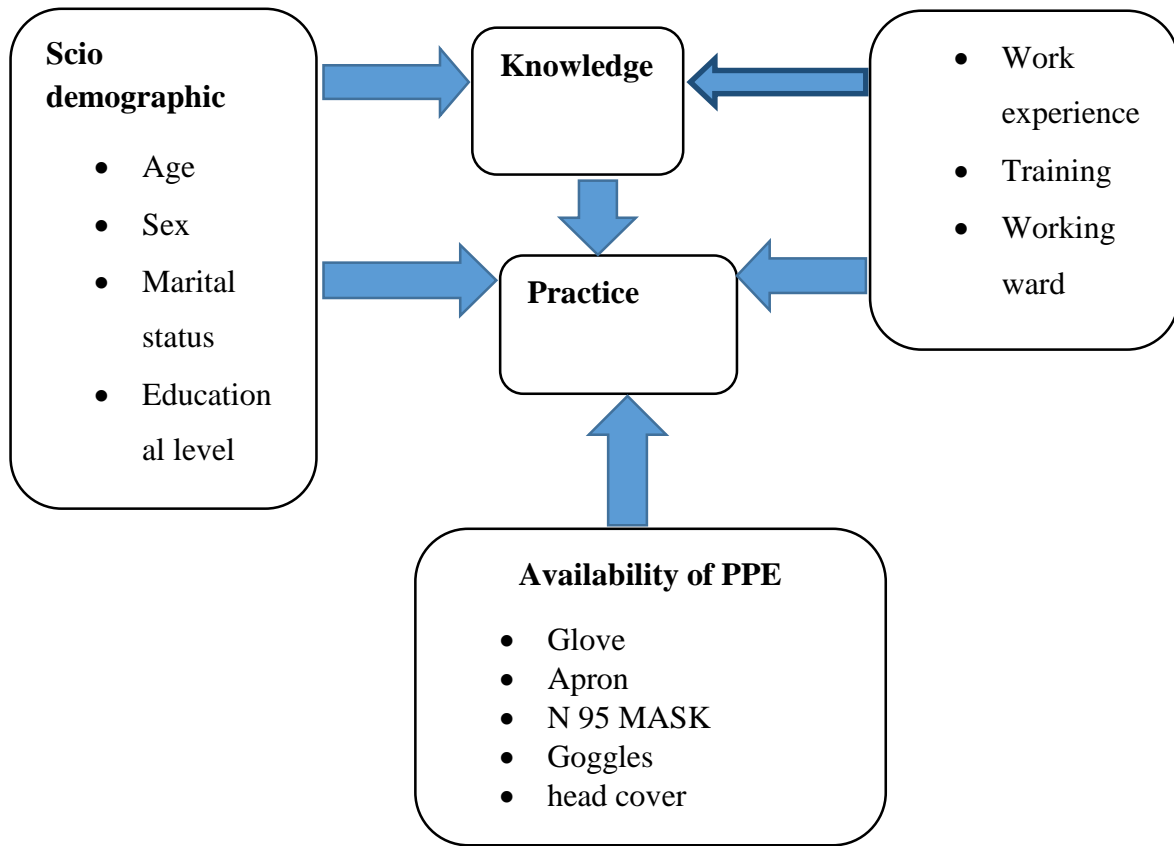 Scio
demographic
• Age
• Sex
• Marital
status
• Education
al level
Knowledge
Practice
• Work
experience
• Training
• Working
ward
Availability of PPE
• Glove
• Apron
• N 95 MASK
• Goggles
• head cover